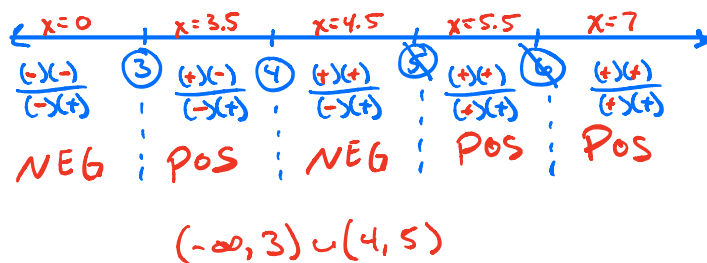 x=0 x=3.5 x=4.5 x=5.5 x=7
3 4 5 6
(-)(-) (+)(-) (+)(+) (+)(+) (+)(+)
(-)(+) (-)(+) (-)(+) (+)(+) (+)(+)
NEG POS NEG POS POS
(-∞,3)∪(4,5)